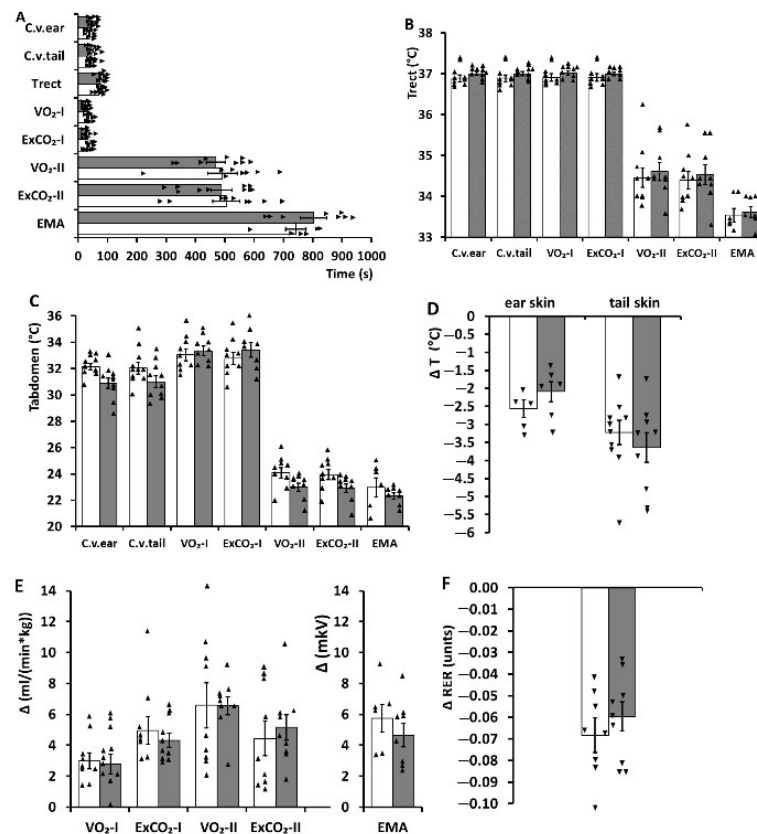 A
C.v.ear
C.v.tail
Trect
VO₂-I
ExCO₂-I
VO₂-II
ExCO₂-II
EMA
0 100 200 300 400 500 600 700 800 900 1000
Time (s)
B
Trect (°C)
38
37
36
35
34
33
C.v.ear C.v.tail VO₂-I ExCO₂-I VO₂-II ExCO₂-II EMA
C
Tabdomen (°C)
36
34
32
30
28
26
24
22
20
C.v.ear C.v.tail VO₂-I ExCO₂-I VO₂-II ExCO₂-II EMA
D
ear skin tail skin
Δ T (°C)
0
−0.5
−1
−1.5
−2
−2.5
−3
−3.5
−4
−4.5
−5
−5.5
−6
E
Δ (ml/(min*kg))
14
12
10
8
6
4
2
0
VO₂-I ExCO₂-I VO₂-II ExCO₂-II
Δ (mkV)
14
12
10
8
6
4
2
0
EMA
F
Δ RER (units)
0.00
−0.01
−0.02
−0.03
−0.04
−0.05
−0.06
−0.07
−0.08
−0.09
−0.10